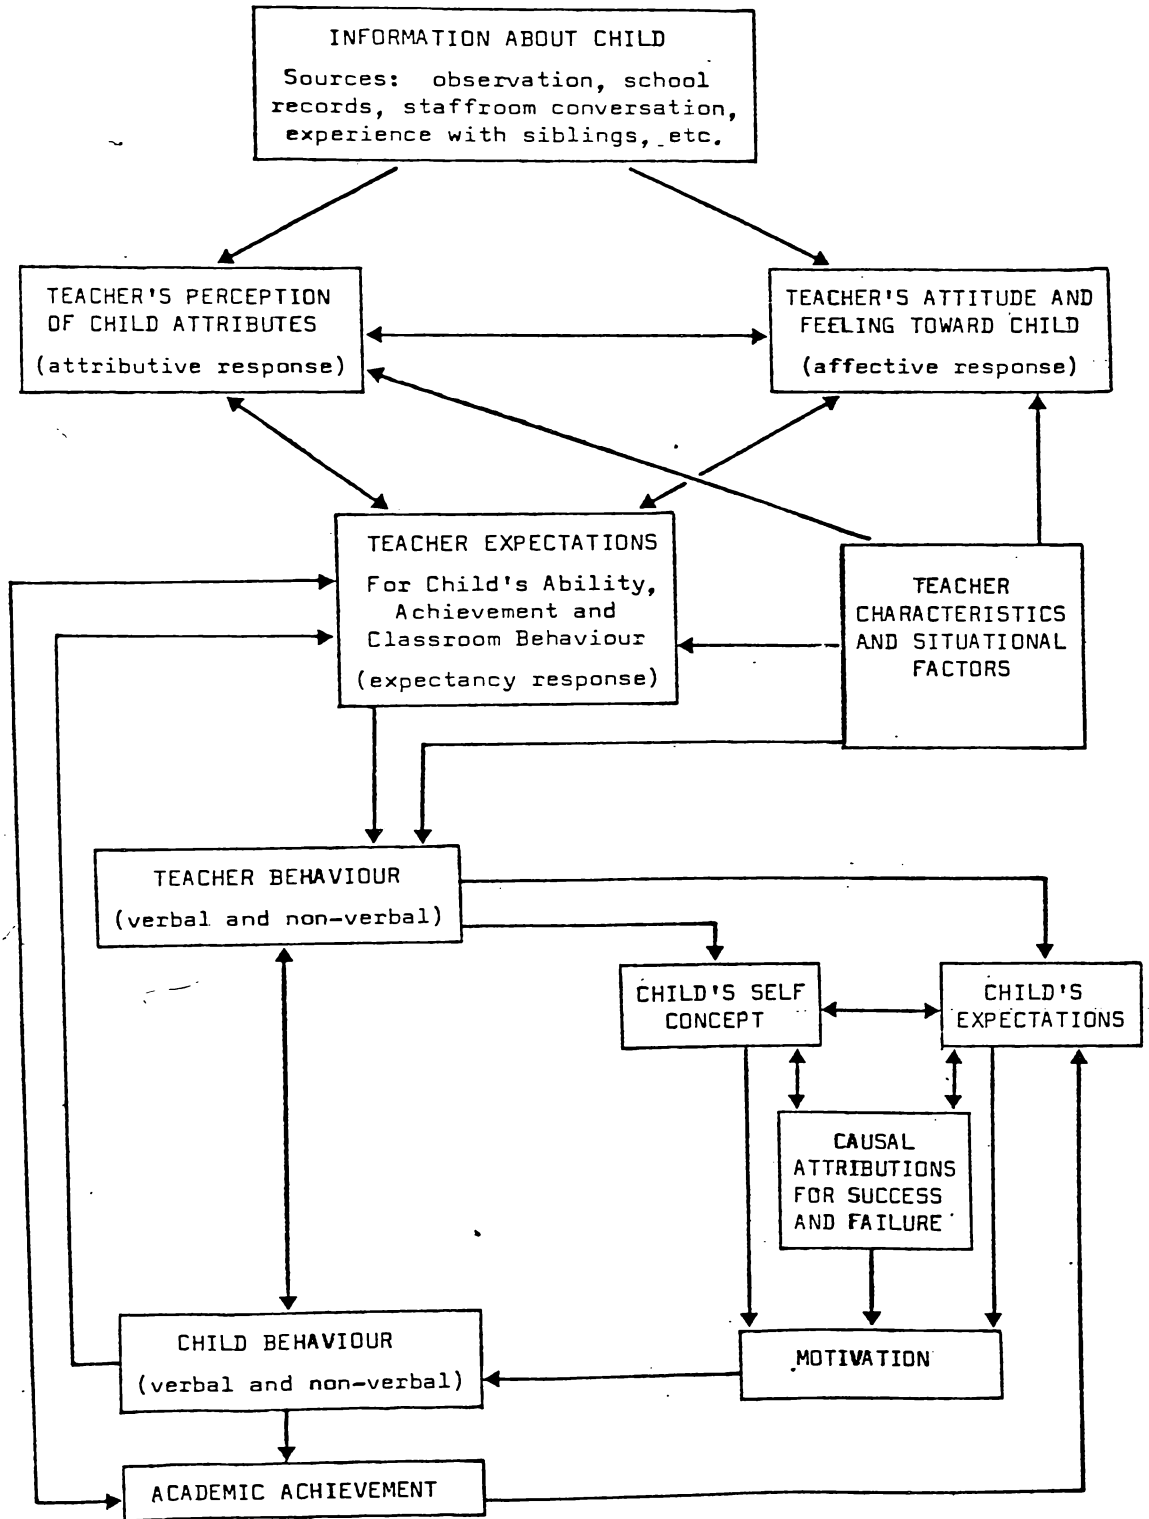 INFORMATION ABOUT CHILD
Sources: observation, school
records, staffroom conversation,
experience with siblings, etc.
TEACHER'S PERCEPTION
OF CHILD ATTRIBUTES
(attributive response)
TEACHER'S ATTITUDE AND
FEELING TOWARD CHILD
(affective response)
TEACHER EXPECTATIONS
For Child's Ability,
Achievement and
Classroom Behaviour
(expectancy response)
TEACHER
CHARACTERISTICS
AND SITUATIONAL
FACTORS
TEACHER BEHAVIOUR
(verbal and non-verbal)
CHILD'S SELF
CONCEPT
CHILD'S
EXPECTATIONS
CAUSAL
ATTRIBUTIONS
FOR SUCCESS
AND FAILURE
CHILD BEHAVIOUR
(verbal and non-verbal)
MOTIVATION
ACADEMIC ACHIEVEMENT